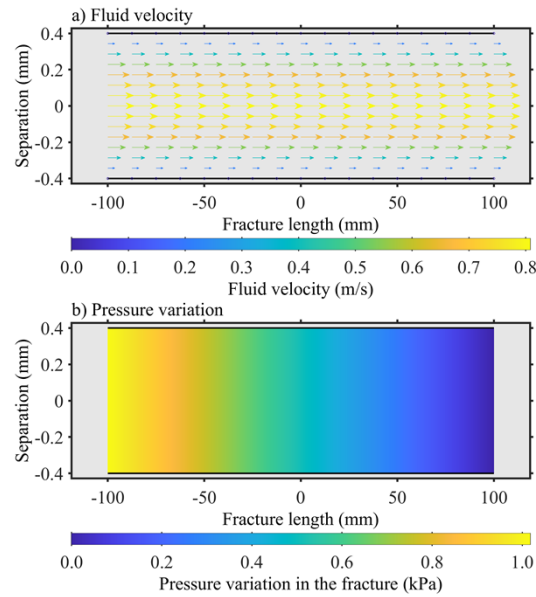 a) Fluid velocity
0.4
0.2
0
-0.2
-0.4
Separation (mm)
-100 -50 0 50 100
Fracture length (mm)
0.0 0.1 0.2 0.3 0.4 0.5 0.6 0.7 0.8
Fluid velocity (m/s)
b) Pressure variation
0.4
0.2
0
-0.2
-0.4
Separation (mm)
-100 -50 0 50 100
Fracture length (mm)
0.0 0.2 0.4 0.6 0.8 1.0
Pressure variation in the fracture (kPa)